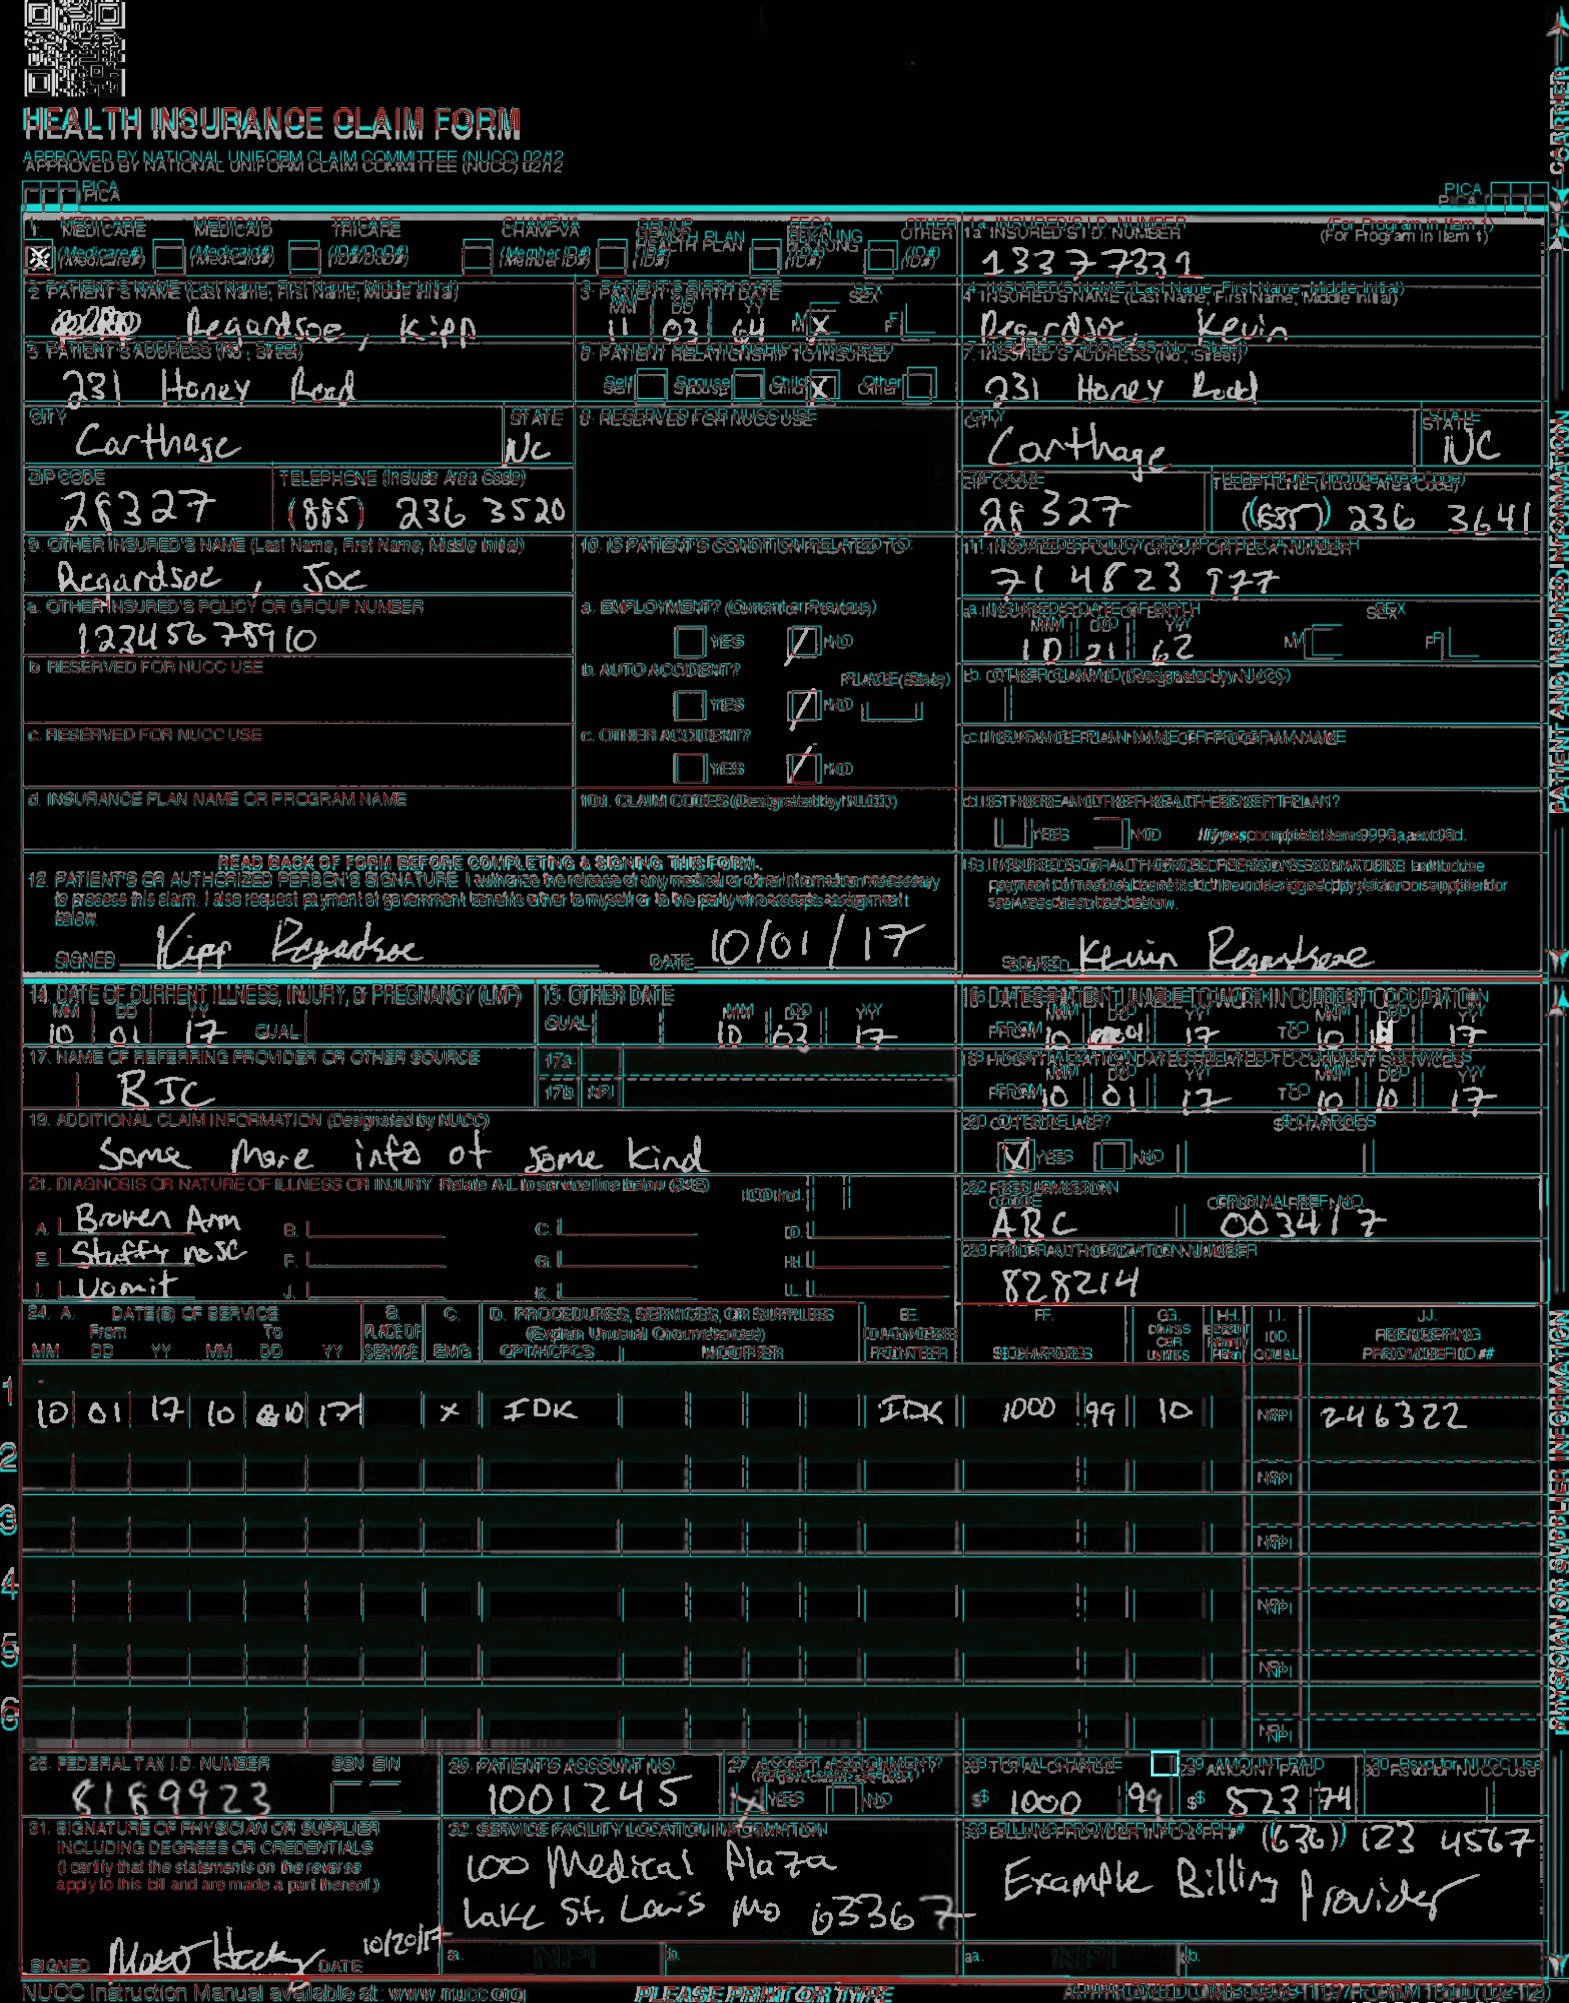 HEALTH INSURANCE CLAIM FORM
APPROVED BY NATIONAL UNIFORM CLAIM COMMITTEE (NUCC) 02/12
PICA PICA
CARRIER
1. MEDICARE MEDICAID TRICARE CHAMPVA GROUP HEALTH PLAN FECA BLK LUNG OTHER
(Medicare#) (Medicaid#) (ID#/DoD#) (Member ID#) (ID#) (ID#) (ID#)
1a. INSURED'S I.D. NUMBER (For Program in Item 1)
13377331
2. PATIENT'S NAME (Last Name, First Name, Middle Initial)
Regardsoe, Kipp
3. PATIENT'S BIRTH DATE SEX
MM DD YY
11 03 64 M X F
4. INSURED'S NAME (Last Name, First Name, Middle Initial)
Regardsoe, Kevin
5. PATIENT'S ADDRESS (No., Street)
231 Honey Road
6. PATIENT RELATIONSHIP TO INSURED
Self Spouse Child X Other
7. INSURED'S ADDRESS (No., Street)
231 Honey Road
CITY STATE
Carthage NC
8. RESERVED FOR NUCC USE
CITY STATE
Carthage NC
ZIP CODE TELEPHONE (Include Area Code)
28327 (885) 236 3520
ZIP CODE TELEPHONE (Include Area Code)
28327 236 3641
9. OTHER INSURED'S NAME (Last Name, First Name, Middle Initial)
Regardsoe, Joe
10. IS PATIENT'S CONDITION RELATED TO:
11. INSURED'S POLICY GROUP OR FECA NUMBER
71 4823 977
a. OTHER INSURED'S POLICY OR GROUP NUMBER
12345678910
a. EMPLOYMENT? (Current or Previous)
YES NO
a. INSURED'S DATE OF BIRTH SEX
MM DD YY
10 21 62 M F
b. RESERVED FOR NUCC USE
b. AUTO ACCIDENT? PLACE (State)
YES NO
b. OTHER CLAIM ID (Designated by NUCC)
c. RESERVED FOR NUCC USE
c. OTHER ACCIDENT?
YES NO
c. INSURANCE PLAN NAME OR PROGRAM NAME
d. INSURANCE PLAN NAME OR PROGRAM NAME
10d. CLAIM CODES (Designated by NUCC)
d. IS THERE ANOTHER HEALTH BENEFIT PLAN?
YES NO If yes, complete items 9, 9a, and 9d.
PATIENT AND INSURED INFORMATION
READ BACK OF FORM BEFORE COMPLETING & SIGNING THIS FORM.
12. PATIENT'S OR AUTHORIZED PERSON'S SIGNATURE I authorize the release of any medical or other information necessary
to process this claim. I also request payment of government benefits either to myself or to the party who accepts assignment
below.
SIGNED Kipp Regardsoe DATE 10/01/17
13. INSURED'S OR AUTHORIZED PERSON'S SIGNATURE I authorize
payment of medical benefits to the undersigned physician or supplier for
services described below.
SIGNED Kevin Regardsoe
14. DATE OF CURRENT ILLNESS, INJURY, or PREGNANCY (LMP)
MM DD YY
10 01 17 QUAL.
15. OTHER DATE
QUAL. MM DD YY
10 03 17
16. DATES PATIENT UNABLE TO WORK IN CURRENT OCCUPATION
MM DD YY MM DD YY
FROM 10 01 17 TO 10 17
17. NAME OF REFERRING PROVIDER OR OTHER SOURCE
BJC
17a.
17b. NPI
18. HOSPITALIZATION DATES RELATED TO CURRENT SERVICES
MM DD YY MM DD YY
FROM 10 01 17 TO 10 10 17
19. ADDITIONAL CLAIM INFORMATION (Designated by NUCC)
Some more info of some kind
20. OUTSIDE LAB? $ CHARGES
YES NO
21. DIAGNOSIS OR NATURE OF ILLNESS OR INJURY Relate A-L to service line below (24E) ICD Ind.
A. Broken Arm B. C. D.
E. Stuffy nose F. G. H.
I. Vomit J. K. L.
22. RESUBMISSION CODE ORIGINAL REF. NO.
ABC 003417
23. PRIOR AUTHORIZATION NUMBER
828214
24. A. DATE(S) OF SERVICE B. C. D. PROCEDURES, SERVICES, OR SUPPLIES E. F. G. H. I. J.
From To PLACE OF (Explain Unusual Circumstances) DIAGNOSIS DAYS OR EPSDT Family ID. RENDERING
MM DD YY MM DD YY SERVICE EMG CPT/HCPCS MODIFIER POINTER $ CHARGES UNITS Plan QUAL. PROVIDER ID. #
1 10 01 17 10 10 17 X IDK IDK 1000 99 10 NPI 246322
2 NPI
3 NPI
4 NPI
5 NPI
6 NPI
PHYSICIAN OR SUPPLIER INFORMATION
25. FEDERAL TAX I.D. NUMBER SSN EIN
8189923
26. PATIENT'S ACCOUNT NO.
1001245
27. ACCEPT ASSIGNMENT?
(For govt. claims, see back)
X YES NO
28. TOTAL CHARGE
$ 1000 99
29. AMOUNT PAID
$ 523 74
30. Rsvd for NUCC Use
31. SIGNATURE OF PHYSICIAN OR SUPPLIER
INCLUDING DEGREES OR CREDENTIALS
(I certify that the statements on the reverse
apply to this bill and are made a part thereof.)
SIGNED DATE 10/20/17
32. SERVICE FACILITY LOCATION INFORMATION
100 Medical Plaza
Lake St. Louis Mo 63367
a. NPI b.
33. BILLING PROVIDER INFO & PH # (636) 123 4567
Example Billing Provider
a. NPI b.
NUCC Instruction Manual available at: www.nucc.org
PLEASE PRINT OR TYPE
APPROVED OMB-0938-1197 FORM 1500 (02-12)